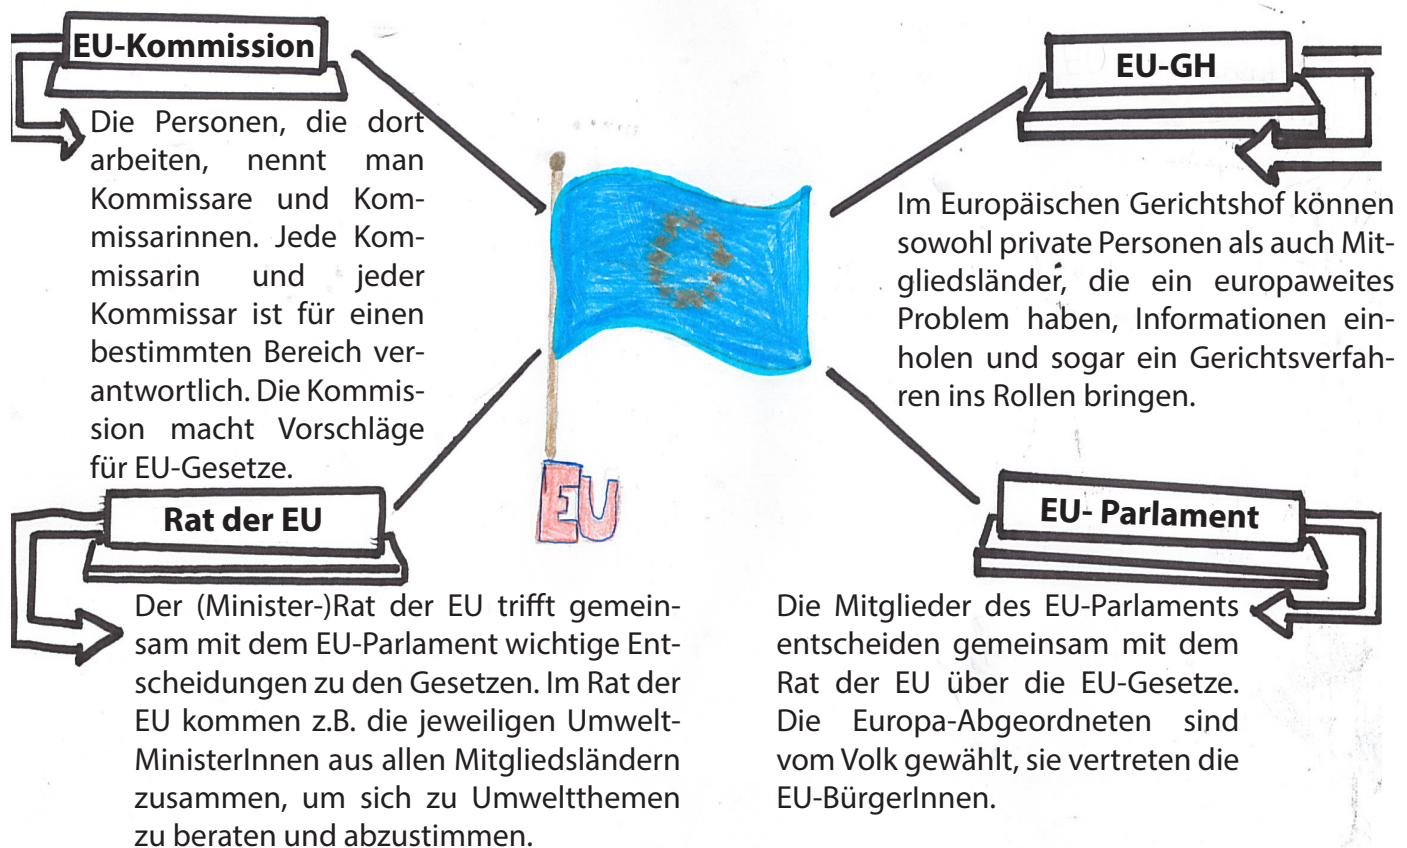 EU-Kommission
Die Personen, die dort
arbeiten, nennt man
Kommissare und Kom-
missarinnen. Jede Kom-
missarin und jeder
Kommissar ist für einen
bestimmten Bereich ver-
antwortlich. Die Kommis-
sion macht Vorschläge
für EU-Gesetze.
EU-GH
Im Europäischen Gerichtshof können
sowohl private Personen als auch Mit-
gliedsländer, die ein europaweites
Problem haben, Informationen ein-
holen und sogar ein Gerichtsverfah-
ren ins Rollen bringen.
EU
Rat der EU
Der (Minister-)Rat der EU trifft gemein-
sam mit dem EU-Parlament wichtige Ent-
scheidungen zu den Gesetzen. Im Rat der
EU kommen z.B. die jeweiligen Umwelt-
MinisterInnen aus allen Mitgliedsländern
zusammen, um sich zu Umweltthemen
zu beraten und abzustimmen.
EU- Parlament
Die Mitglieder des EU-Parlaments
entscheiden gemeinsam mit dem
Rat der EU über die EU-Gesetze.
Die Europa-Abgeordneten sind
vom Volk gewählt, sie vertreten die
EU-BürgerInnen.